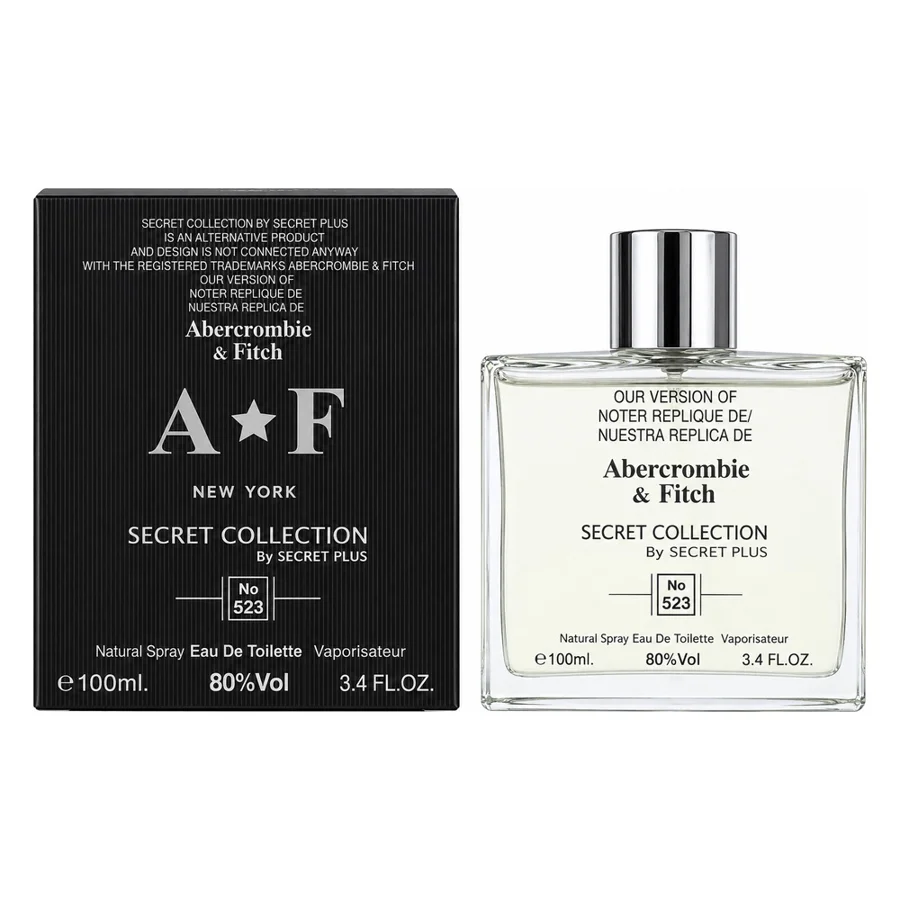 SECRET COLLECTION BY SECRET PLUS
IS AN ALTERNATIVE PRODUCT
AND DESIGN IS NOT CONNECTED ANYWAY
WITH THE REGISTERED TRADEMARKS ABERCROMBIE & FITCH
OUR VERSION OF
NOTER REPLIQUE DE
NUESTRA REPLICA DE
Abercrombie
& Fitch
A★F
NEW YORK
SECRET COLLECTION
By SECRET PLUS
No
523
Natural Spray Eau De Toilette Vaporisateur
℮100ml. 80%Vol 3.4 FL.OZ.
OUR VERSION OF
NOTER REPLIQUE DE/
NUESTRA REPLICA DE
Abercrombie
& Fitch
SECRET COLLECTION
By SECRET PLUS
No
523
Natural Spray Eau De Toilette Vaporisateur
℮100ml. 80%Vol 3.4 FL.OZ.